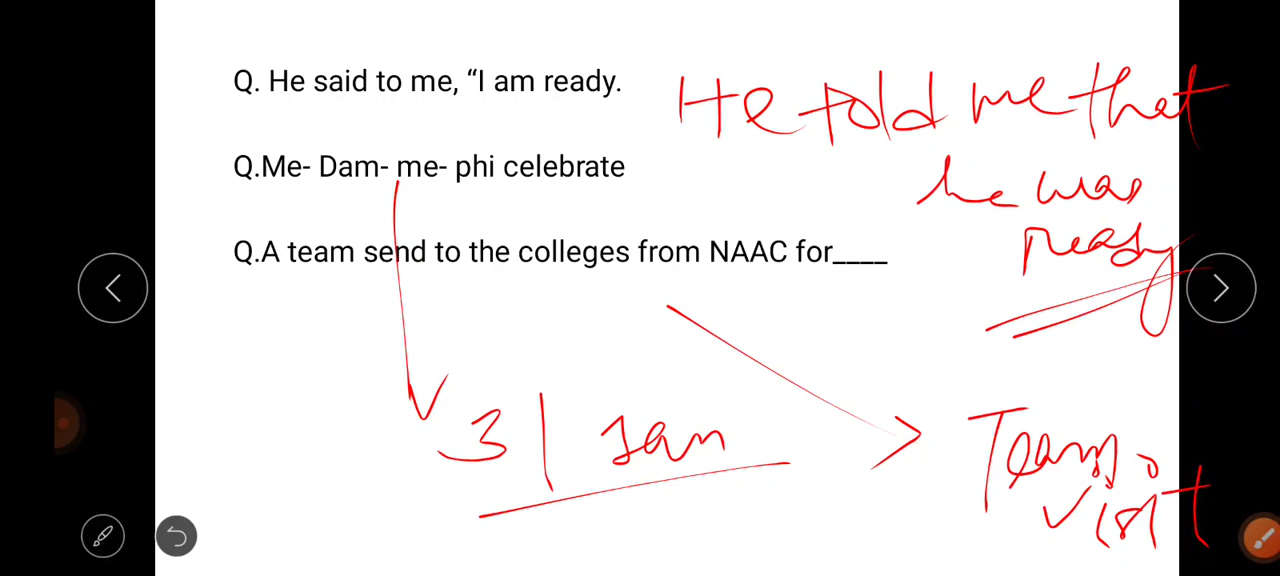 Q. He said to me, “I am ready.
He told me that
he was
ready
Q.Me- Dam- me- phi celebrate
Q.A team send to the colleges from NAAC for____
31 Jan
Team
visit